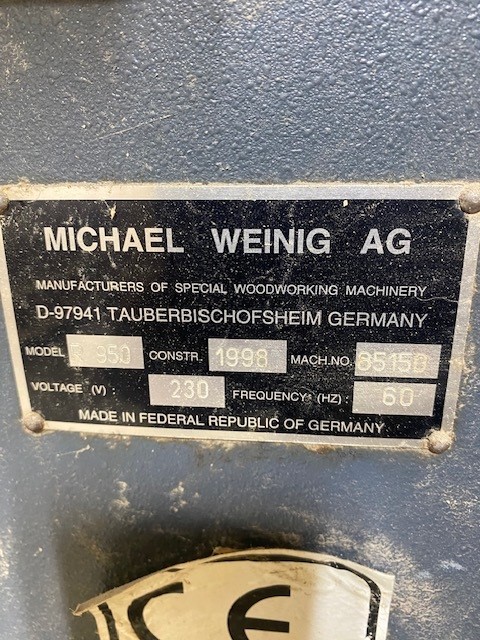 MICHAEL WEINIG AG
MANUFACTURERS OF SPECIAL WOODWORKING MACHINERY
D-97941 TAUBERBISCHOFSHEIM GERMANY
MODEL 950 CONSTR. 1998 MACH.NO.
VOLTAGE (V) : 230 FREQUENCY (HZ) : 60
MADE IN FEDERAL REPUBLIC OF GERMANY
CE